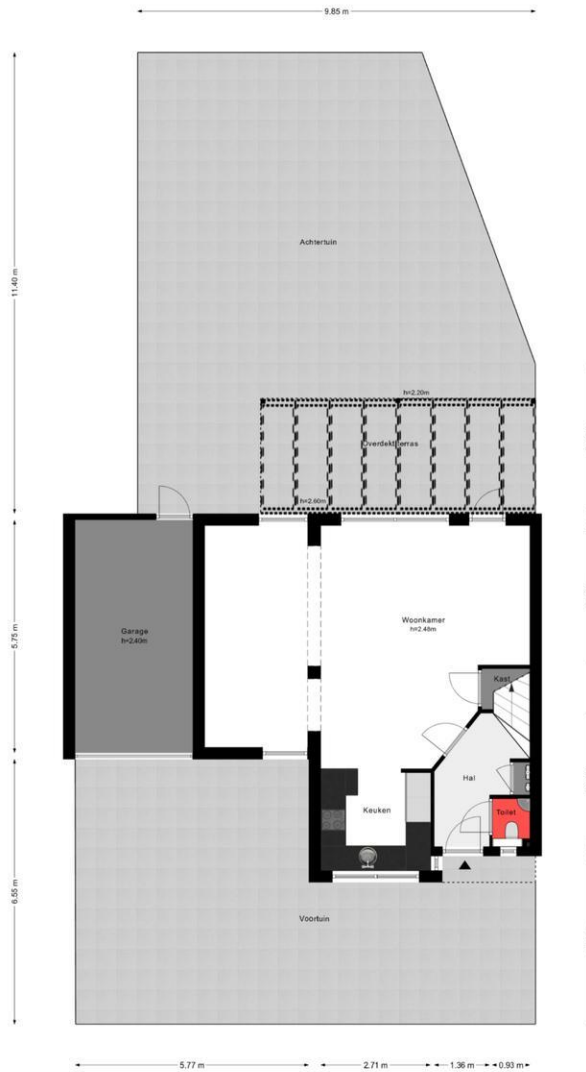 9.85 m
11.40 m
Achtertuin
h=2.20m
Overdekt terras
h=2.60m
5.75 m
Garage
h=2.40m
Woonkamer
h=2.48m
Kast
Hal
Keuken
Toilet
6.55 m
Voortuin
5.77 m
2.71 m
1.36 m
0.93 m